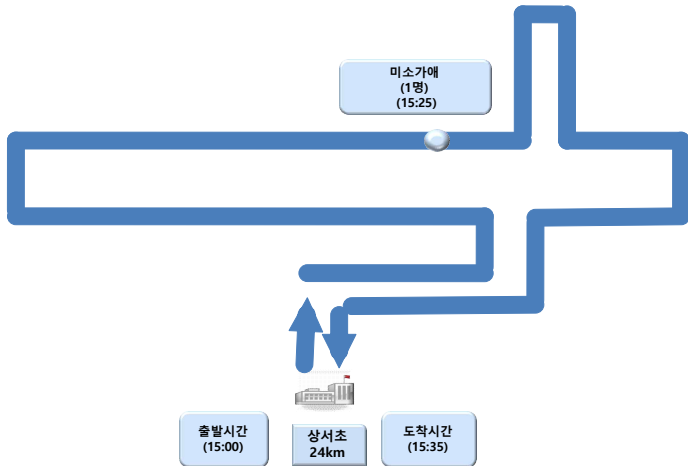 미소가애
(1명)
(15:25)
출발시간
(15:00)
상서초
24km
도착시간
(15:35)